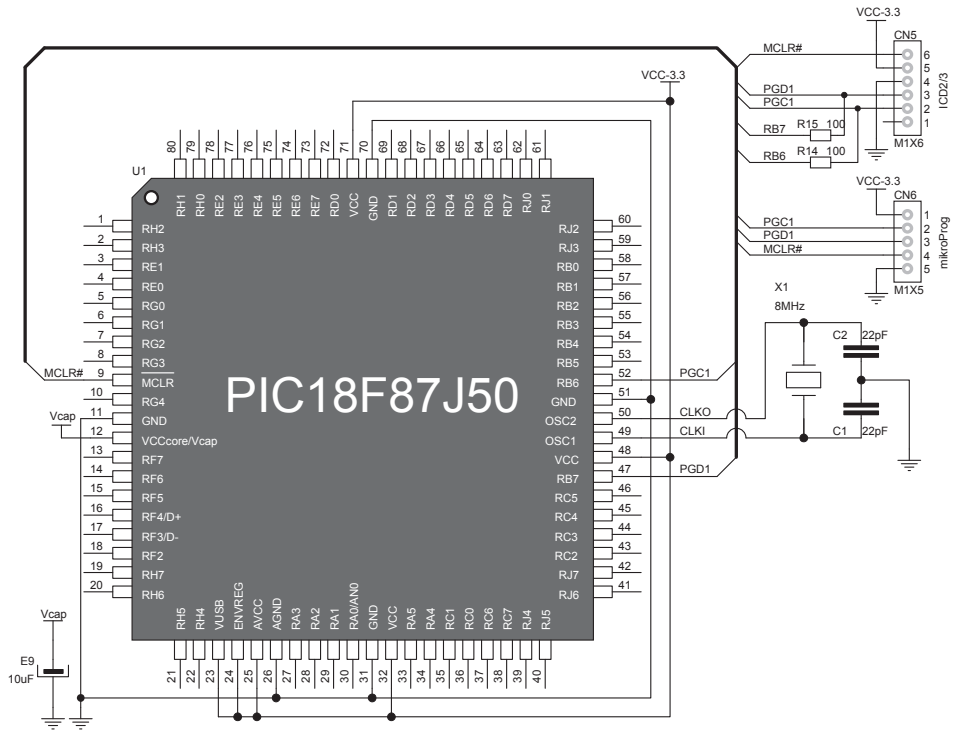 VCC-3.3
CN5
MCLR#
6
5
4
PGD1
3
PGC1
2
RB7
R15 100
1
RB6
R14 100
M1X6
ICD2/3
VCC-3.3
VCC-3.3
CN6
1
PGC1
2
PGD1
3
MCLR#
4
5
M1X5
mikroProg
U1
80 79 78 77 76 75 74 73 72 71 70 69 68 67 66 65 64 63 62 61
RH1 RH0 RE2 RE3 RE4 RE5 RE6 RE7 RD0 VCC GND RD1 RD2 RD3 RD4 RD5 RD6 RD7 RJ0 RJ1
1 RH2
2 RH3
3 RE1
4 RE0
5 RG0
6 RG1
7 RG2
8 RG3
MCLR# 9 MCLR
10 RG4
11 GND
Vcap
12 VCCcore/Vcap
13 RF7
14 RF6
15 RF5
16 RF4/D+
17 RF3/D-
18 RF2
19 RH7
20 RH6
PIC18F87J50
RJ2 60
RJ3 59
RB0 58
RB1 57
RB2 56
RB3 55
RB4 54
RB5 53
RB6 52 PGC1
GND 51
OSC2 50 CLKO
OSC1 49 CLKI
VCC 48
RB7 47 PGD1
RC5 46
RC4 45
RC3 44
RC2 43
RJ7 42
RJ6 41
X1
8MHz
C2 22pF
C1 22pF
RH5 RH4 VUSB ENVREG AVCC AGND RA3 RA2 RA1 RA0/AN0 GND VCC RA5 RA4 RC1 RC0 RC6 RC7 RJ4 RJ5
21 22 23 24 25 26 27 28 29 30 31 32 33 34 35 36 37 38 39 40
Vcap
E9
10uF